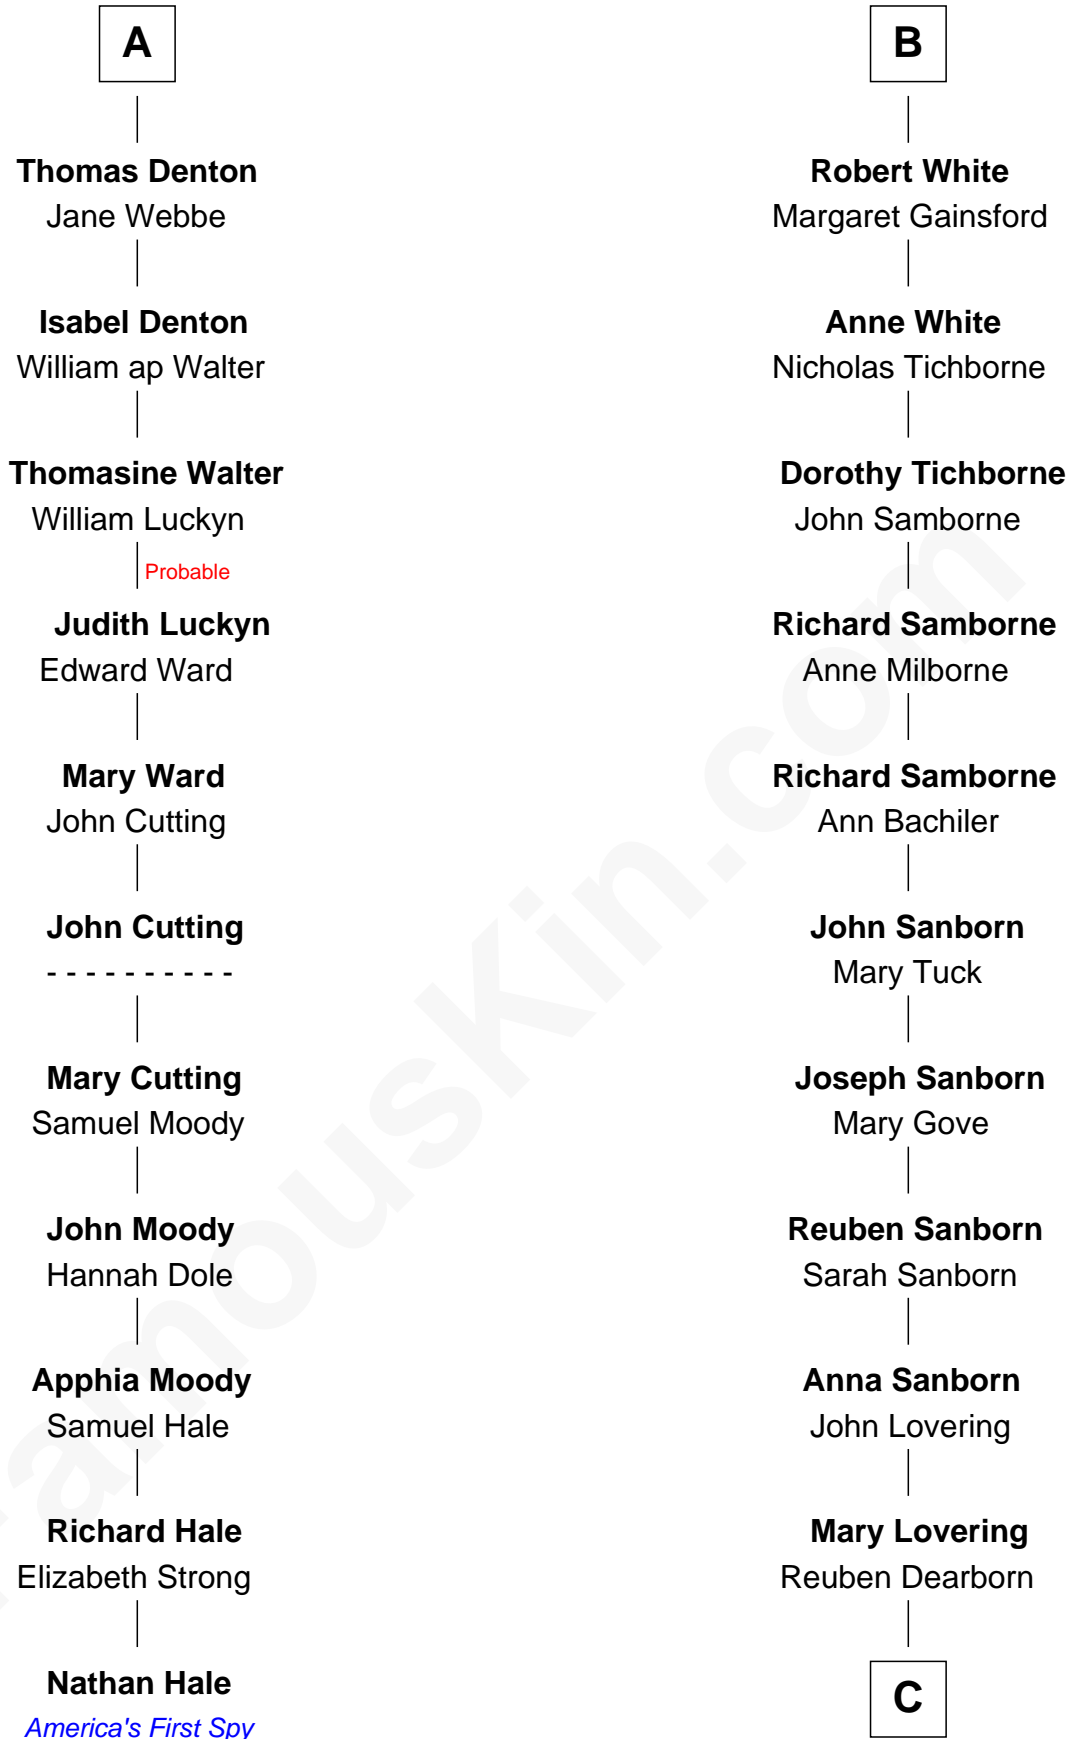 A
Thomas Denton
Jane Webbe
Isabel Denton
William ap Walter
Thomasine Walter
William Luckyn
Probable
Judith Luckyn
Edward Ward
Mary Ward
John Cutting
John Cutting
- - - - - - - - - -
Mary Cutting
Samuel Moody
John Moody
Hannah Dole
Apphia Moody
Samuel Hale
Richard Hale
Elizabeth Strong
Nathan Hale
America's First Spy
B
Robert White
Margaret Gainsford
Anne White
Nicholas Tichborne
Dorothy Tichborne
John Samborne
Richard Samborne
Anne Milborne
Richard Samborne
Ann Bachiler
John Sanborn
Mary Tuck
Joseph Sanborn
Mary Gove
Reuben Sanborn
Sarah Sanborn
Anna Sanborn
John Lovering
Mary Lovering
Reuben Dearborn
C
FamousKin.com